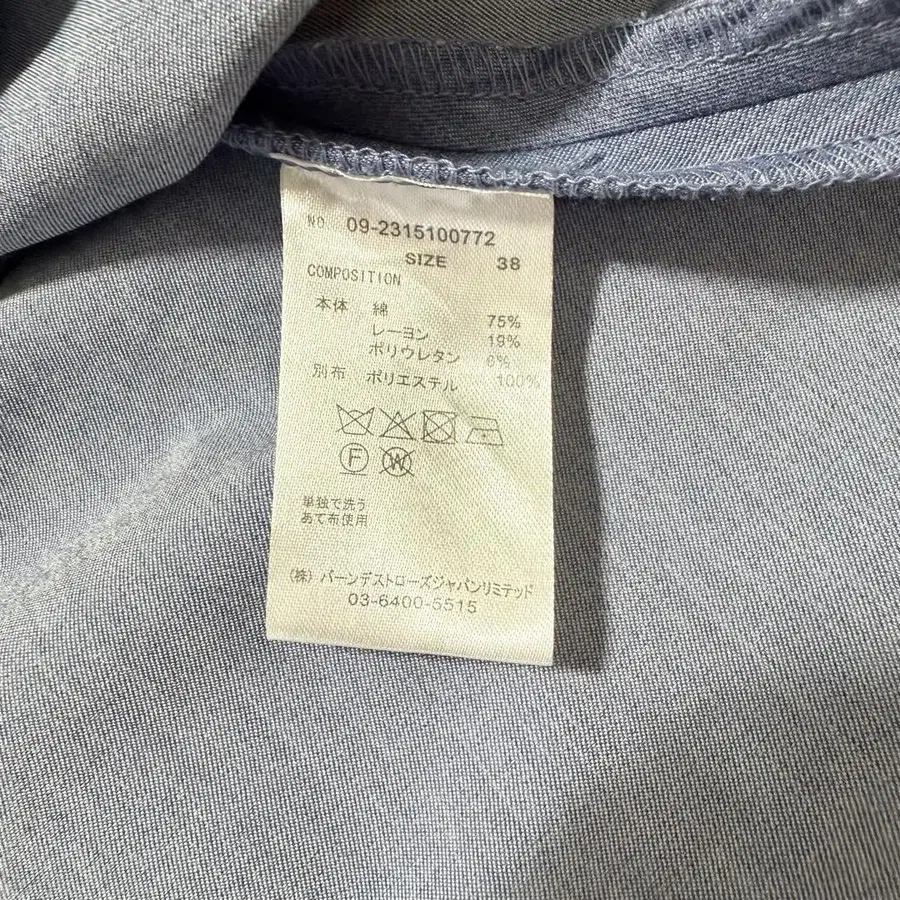 NO 09-2315100772
SIZE 38
COMPOSITION
本体 綿 75%
レーヨン 19%
ポリウレタン 6%
別布 ポリエステル 100%
F W
単独で洗う
あて布使用
(株) バーンデストローズジャパンリミテッド
03-6400-5515